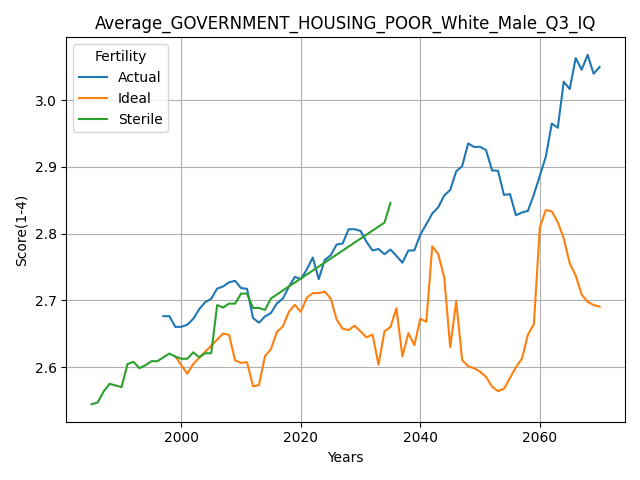 Average_GOVERNMENT_HOUSING_POOR_White_Male_Q3_IQ
Fertility
Actual
Ideal
Sterile
Score(1-4)
3.0
2.9
2.8
2.7
2.6
2000
2020
2040
2060
Years